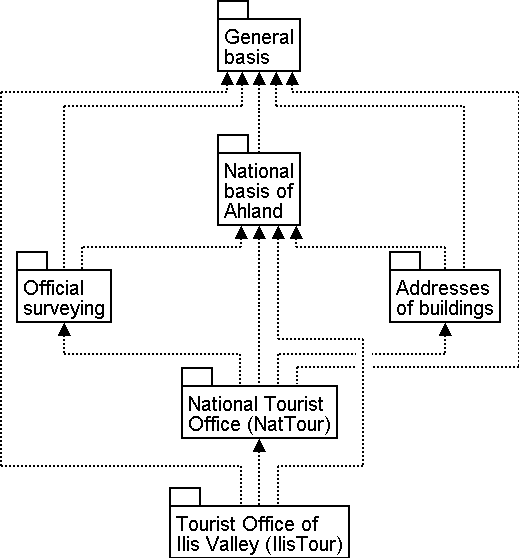 General
basis
National
basis of
Ahland
Official
surveying
Addresses
of buildings
National Tourist
Office (NatTour)
Tourist Office of
Ilis Valley (IlisTour)